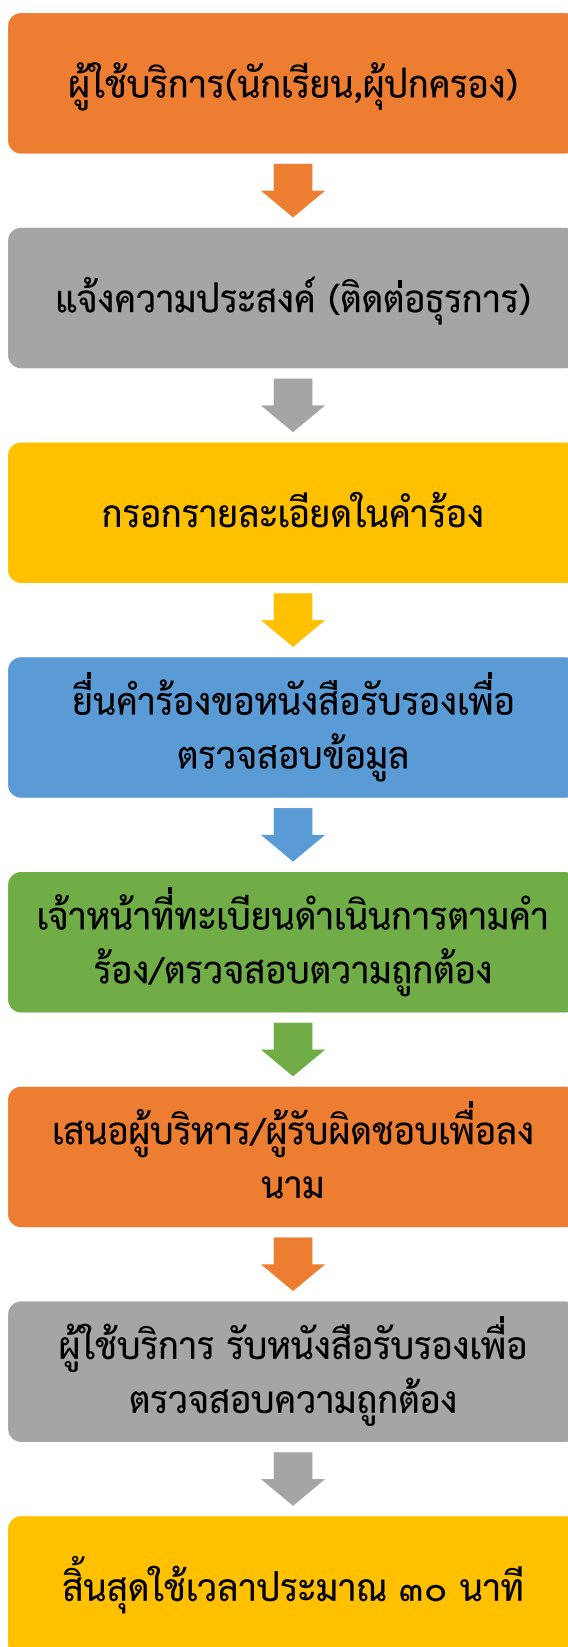 ผู้ใช้บริการ(นักเรียน,ผุ้ปกครอง)
แจ้งความประสงค์ (ติดต่อธุรการ)
กรอกรายละเอียดในคำร้อง
ยื่นคำร้องขอหนังสือรับรองเพื่อ
ตรวจสอบข้อมูล
เจ้าหน้าที่ทะเบียนดำเนินการตามคำ
ร้อง/ตรวจสอบตวามถูกต้อง
เสนอผู้บริหาร/ผู้รับผิดชอบเพื่อลง
นาม
ผู้ใช้บริการ รับหนังสือรับรองเพื่อ
ตรวจสอบความถูกต้อง
สิ้นสุดใช้เวลาประมาณ ๓๐ นาที